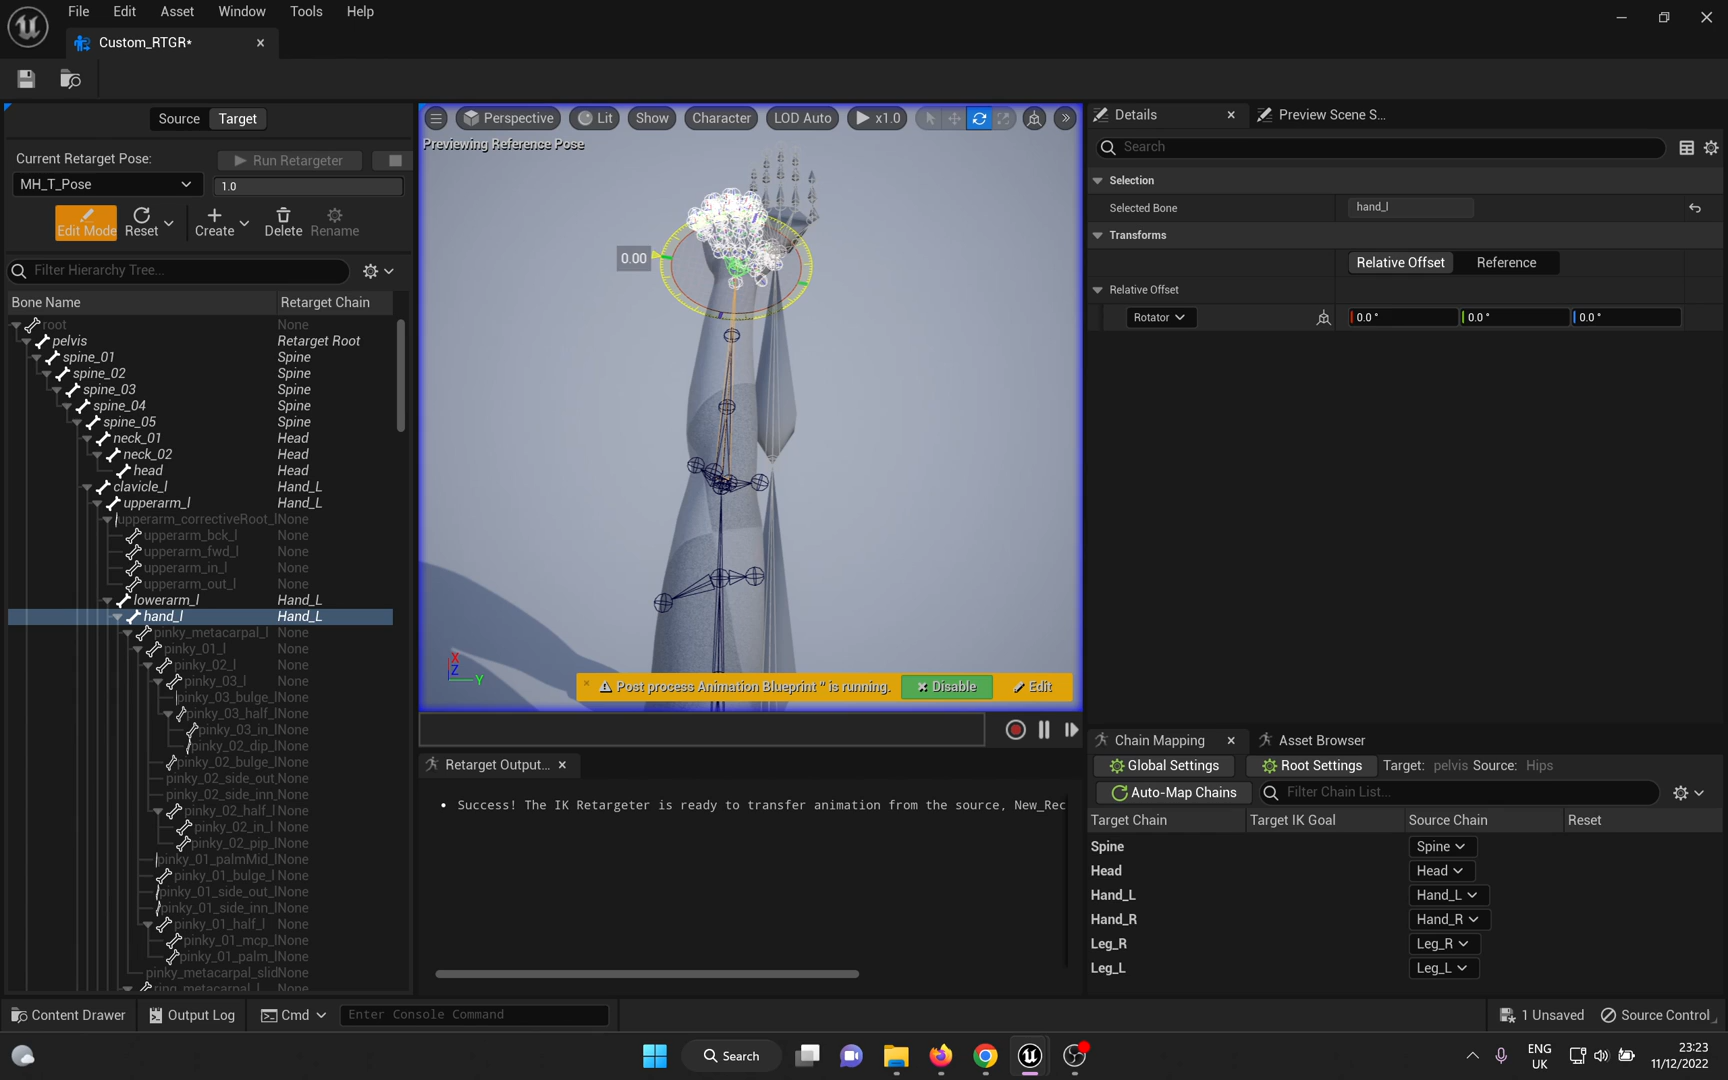 File Edit Asset Window Tools Help
Custom_RTGR*
Source Target
Current Retarget Pose:
Run Retargeter
MH_T_Pose
1.0
Edit Mode Reset Create Delete Rename
Filter Hierarchy Tree...
Bone Name Retarget Chain
root None
pelvis Retarget Root
spine_01 Spine
spine_02 Spine
spine_03 Spine
spine_04 Spine
spine_05 Spine
neck_01 Head
neck_02 Head
head Head
clavicle_l Hand_L
upperarm_l Hand_L
upperarm_correctiveRoot_l None
upperarm_bck_l None
upperarm_fwd_l None
upperarm_in_l None
upperarm_out_l None
lowerarm_l Hand_L
hand_l Hand_L
pinky_metacarpal_l None
pinky_01_l None
pinky_02_l None
pinky_03_l None
pinky_03_bulge_l None
pinky_03_half_l None
pinky_03_in_l None
pinky_02_dip_l None
pinky_02_bulge_l None
pinky_02_side_out_ None
pinky_02_side_inn_ None
pinky_02_half_l None
pinky_02_in_l None
pinky_02_pip_l None
pinky_01_palmMid_l None
pinky_01_bulge_l None
pinky_01_side_out_l None
pinky_01_side_inn_l None
pinky_01_half_l None
pinky_01_mcp_l None
pinky_01_palm_l None
pinky_metacarpal_slid None
ring_metacarpal_l None
Perspective Lit Show Character LOD Auto x1.0
Previewing Reference Pose
0.00
X
Z
Y
Post process Animation Blueprint '' is running. Disable Edit
Retarget Output...
• Success! The IK Retargeter is ready to transfer animation from the source, New_Rec
Details Preview Scene S...
Search
Selection
Selected Bone hand_l
Transforms
Relative Offset Reference
Relative Offset
Rotator 0.0 ° 0.0 ° 0.0 °
Chain Mapping Asset Browser
Global Settings Root Settings Target: pelvis Source: Hips
Auto-Map Chains Filter Chain List...
Target Chain Target IK Goal Source Chain Reset
Spine Spine
Head Head
Hand_L Hand_L
Hand_R Hand_R
Leg_R Leg_R
Leg_L Leg_L
Content Drawer Output Log Cmd Enter Console Command 1 Unsaved Source Control
Search
ENG
UK
23:23
11/12/2022